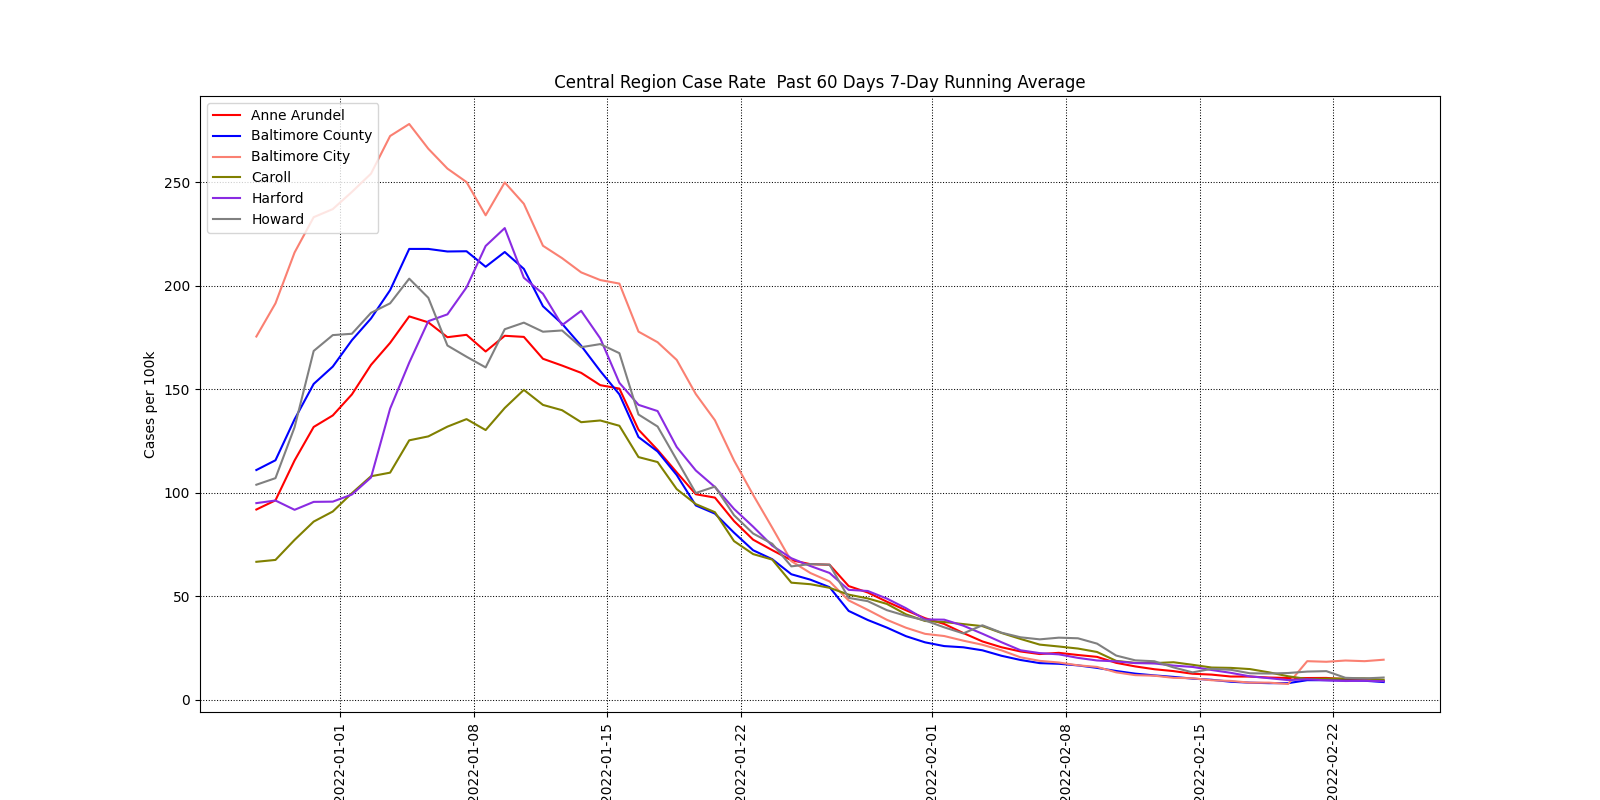 Central Region Case Rate  Past 60 Days 7-Day Running Average
Anne Arundel
Baltimore County
Baltimore City
Caroll
Harford
Howard
Cases per 100k
250
200
150
100
50
0
2022-01-01
2022-01-08
2022-01-15
2022-01-22
2022-02-01
2022-02-08
2022-02-15
2022-02-22